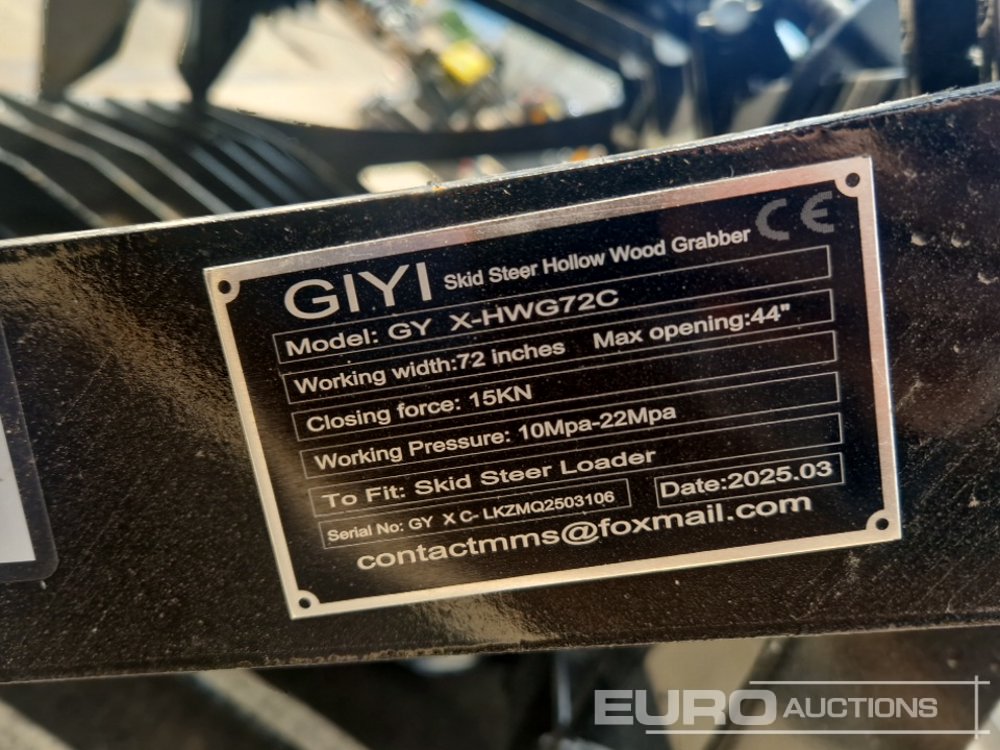 GIYI Skid Steer Hollow Wood Grabber CE
Model: GY X-HWG72C
Working width:72 inches Max opening:44"
Closing force: 15KN
Working Pressure: 10Mpa-22Mpa
To Fit: Skid Steer Loader
Serial No: GY X C- LKZMQ2503106 Date:2025.03
contactmms@foxmail.com
EURO AUCTIONS